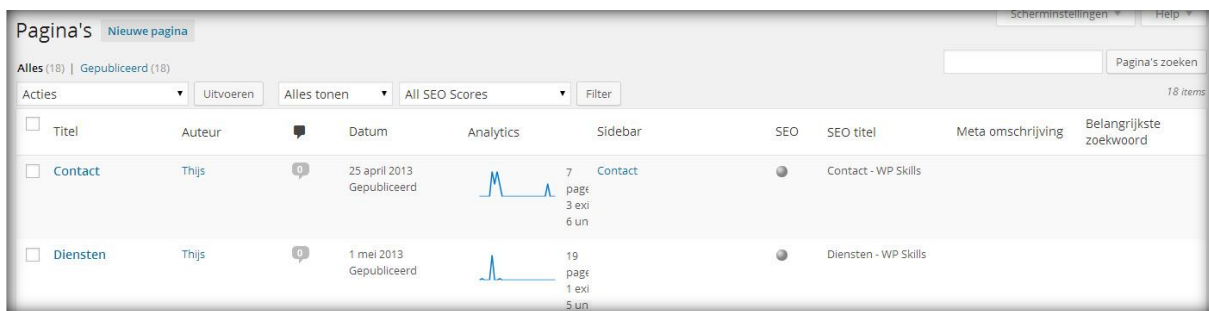 Scherminstellingen Help
Pagina's Nieuwe pagina
Alles (18) | Gepubliceerd (18)
Pagina's zoeken
Acties Uitvoeren Alles tonen All SEO Scores Filter
18 items
Titel Auteur Datum Analytics Sidebar SEO SEO titel Meta omschrijving Belangrijkste
zoekwoord
Contact Thijs 0 25 april 2013 7 Contact Contact - WP Skills
Gepubliceerd page
3 exi
6 un
Diensten Thijs 0 1 mei 2013 19 Diensten - WP Skills
Gepubliceerd page
1 exi
5 un